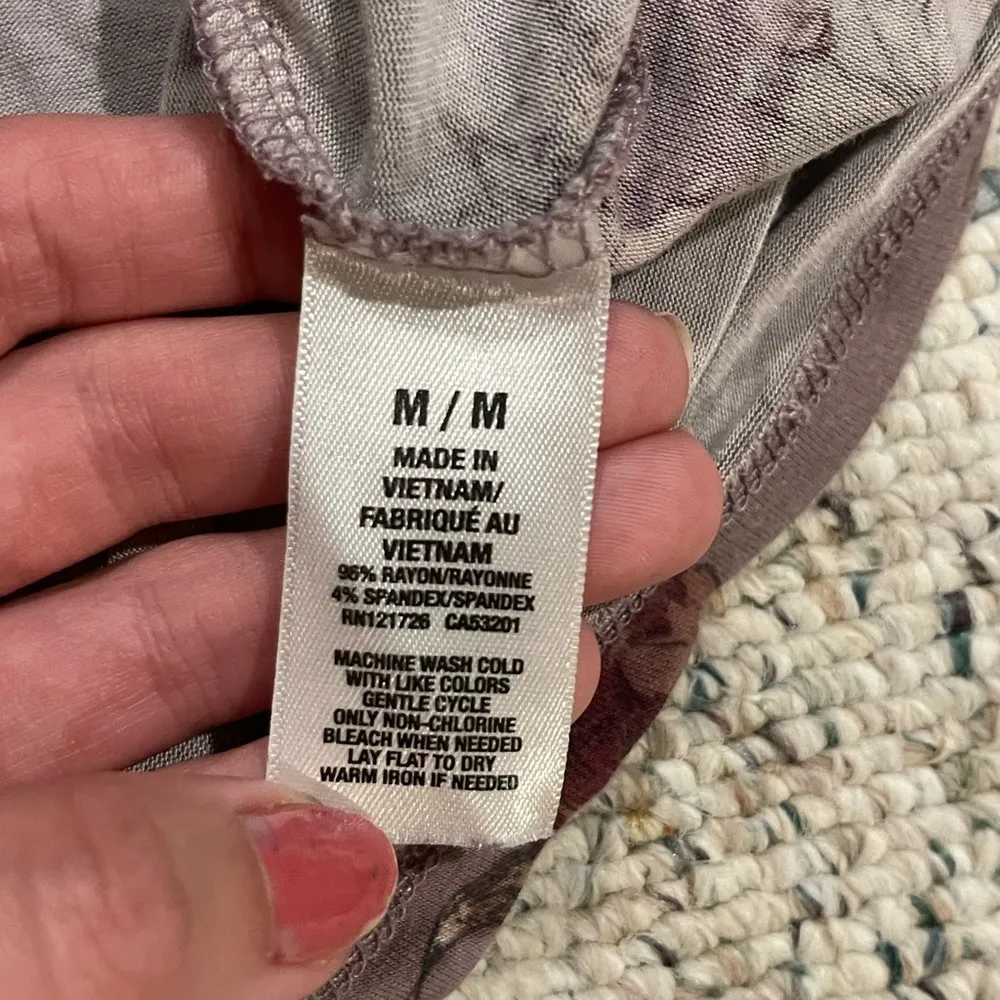 M / M
MADE IN
VIETNAM/
FABRIQUÉ AU
VIETNAM
96% RAYON/RAYONNE
4% SPANDEX/SPANDEX
RN121726 CA53201
MACHINE WASH COLD
WITH LIKE COLORS
GENTLE CYCLE
ONLY NON-CHLORINE
BLEACH WHEN NEEDED
LAY FLAT TO DRY
WARM IRON IF NEEDED